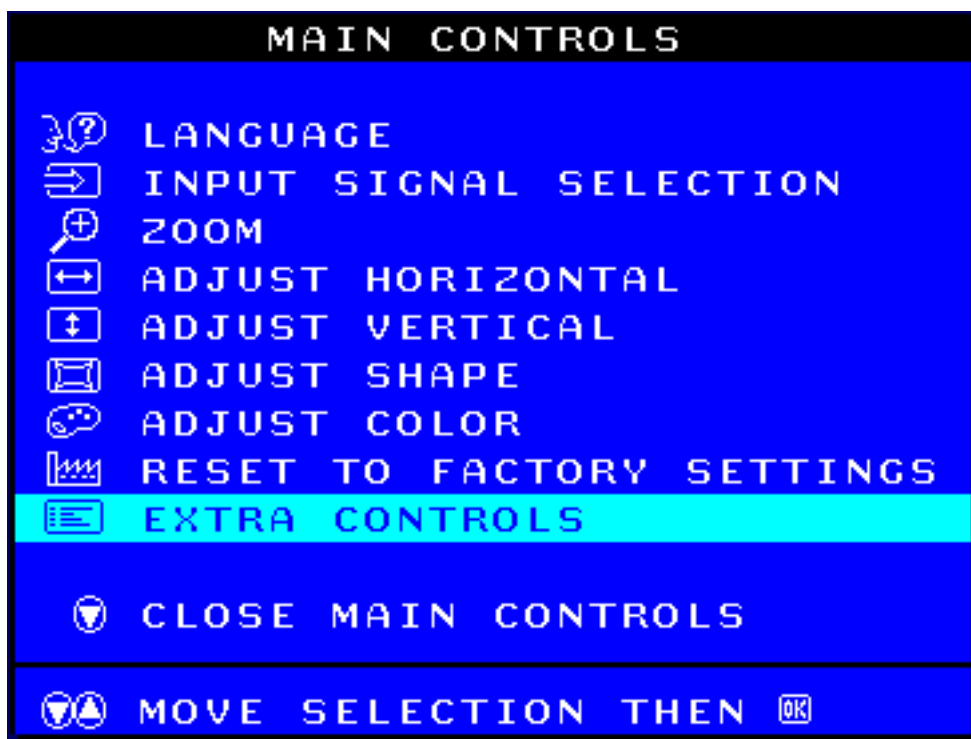 MAIN CONTROLS
LANGUAGE
INPUT SIGNAL SELECTION
ZOOM
ADJUST HORIZONTAL
ADJUST VERTICAL
ADJUST SHAPE
ADJUST COLOR
RESET TO FACTORY SETTINGS
EXTRA CONTROLS
CLOSE MAIN CONTROLS
MOVE SELECTION THEN OK